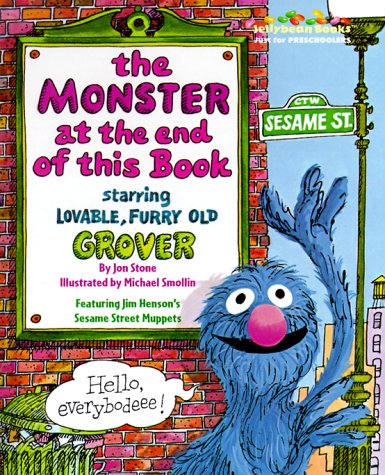 Jellybean Books
Just for PRESCHOOLERS
the
MONSTER
at the end
of this Book
starring
LOVABLE, FURRY OLD
GROVER
By Jon Stone
Illustrated by Michael Smollin
Featuring Jim Henson's
Sesame Street Muppets
CTW
SESAME ST.
Hello,
everybodeee!